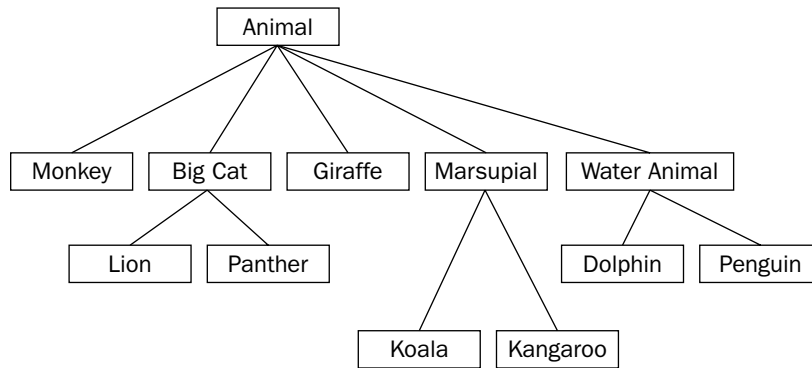 Animal
Monkey
Big Cat
Giraffe
Marsupial
Water Animal
Lion
Panther
Dolphin
Penguin
Koala
Kangaroo